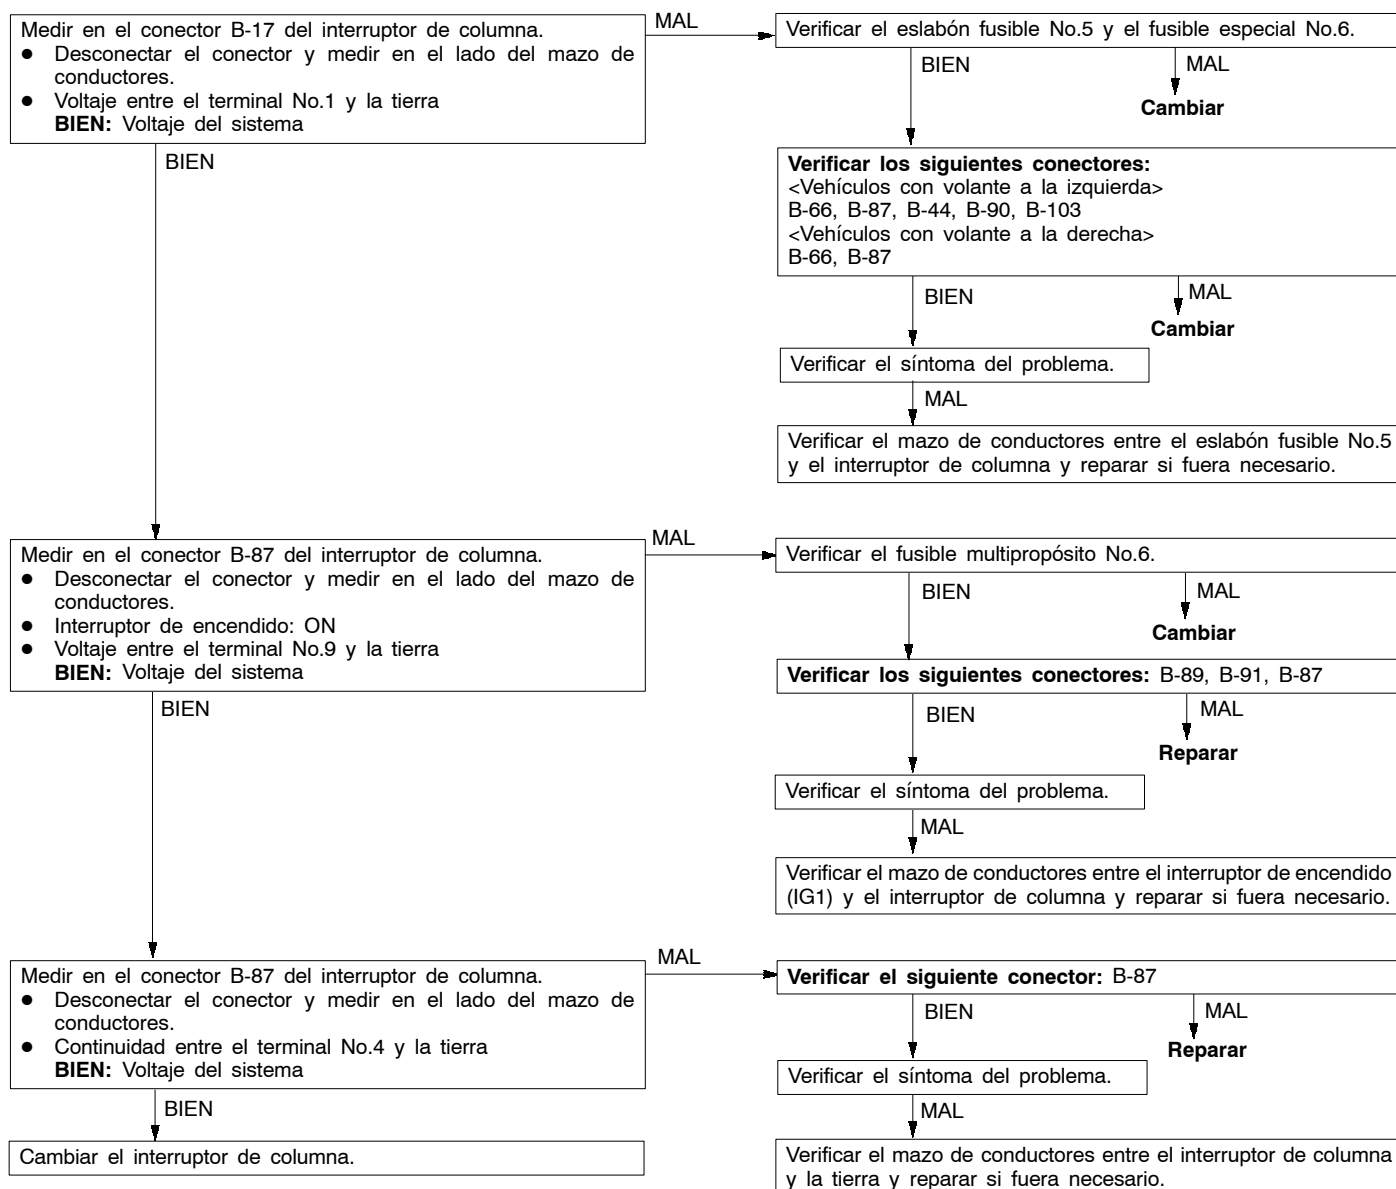 Medir en el conector B-17 del interruptor de columna.
● Desconectar el conector y medir en el lado del mazo de
conductores.
● Voltaje entre el terminal No.1 y la tierra
BIEN: Voltaje del sistema
MAL
Verificar el eslabón fusible No.5 y el fusible especial No.6.
BIEN
MAL
Cambiar
BIEN
Verificar los siguientes conectores:
<Vehículos con volante a la izquierda>
B-66, B-87, B-44, B-90, B-103
<Vehículos con volante a la derecha>
B-66, B-87
BIEN
MAL
Cambiar
Verificar el síntoma del problema.
MAL
Verificar el mazo de conductores entre el eslabón fusible No.5
y el interruptor de columna y reparar si fuera necesario.
Medir en el conector B-87 del interruptor de columna.
● Desconectar el conector y medir en el lado del mazo de
conductores.
● Interruptor de encendido: ON
● Voltaje entre el terminal No.9 y la tierra
BIEN: Voltaje del sistema
MAL
Verificar el fusible multipropósito No.6.
BIEN
MAL
Cambiar
Verificar los siguientes conectores: B-89, B-91, B-87
BIEN
BIEN
MAL
Reparar
Verificar el síntoma del problema.
MAL
Verificar el mazo de conductores entre el interruptor de encendido
(IG1) y el interruptor de columna y reparar si fuera necesario.
Medir en el conector B-87 del interruptor de columna.
● Desconectar el conector y medir en el lado del mazo de
conductores.
● Continuidad entre el terminal No.4 y la tierra
BIEN: Voltaje del sistema
MAL
Verificar el siguiente conector: B-87
BIEN
MAL
Reparar
Verificar el síntoma del problema.
BIEN
MAL
Cambiar el interruptor de columna.
Verificar el mazo de conductores entre el interruptor de columna
y la tierra y reparar si fuera necesario.